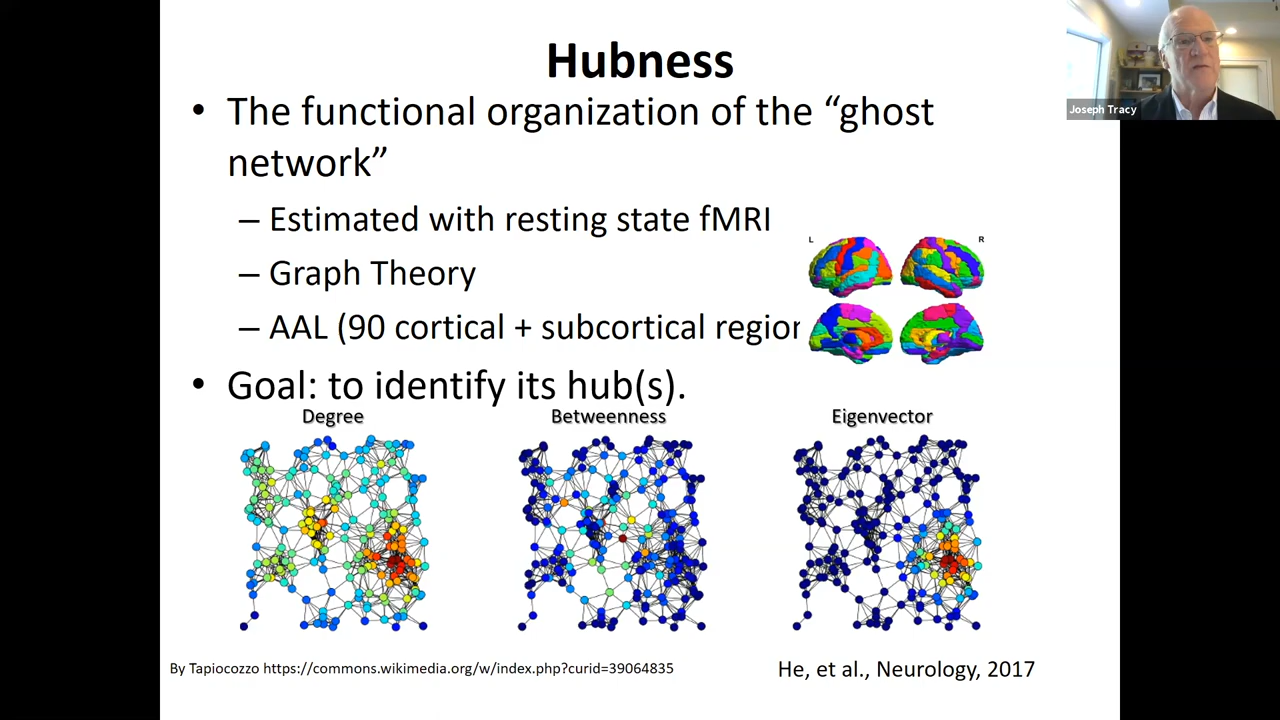 Hubness
• The functional organization of the “ghost
network”
– Estimated with resting state fMRI
– Graph Theory
– AAL (90 cortical + subcortical region
• Goal: to identify its hub(s).
L R
Degree Betweenness Eigenvector
By Tapiocozzo https://commons.wikimedia.org/w/index.php?curid=39064835
He, et al., Neurology, 2017
Joseph Tracy